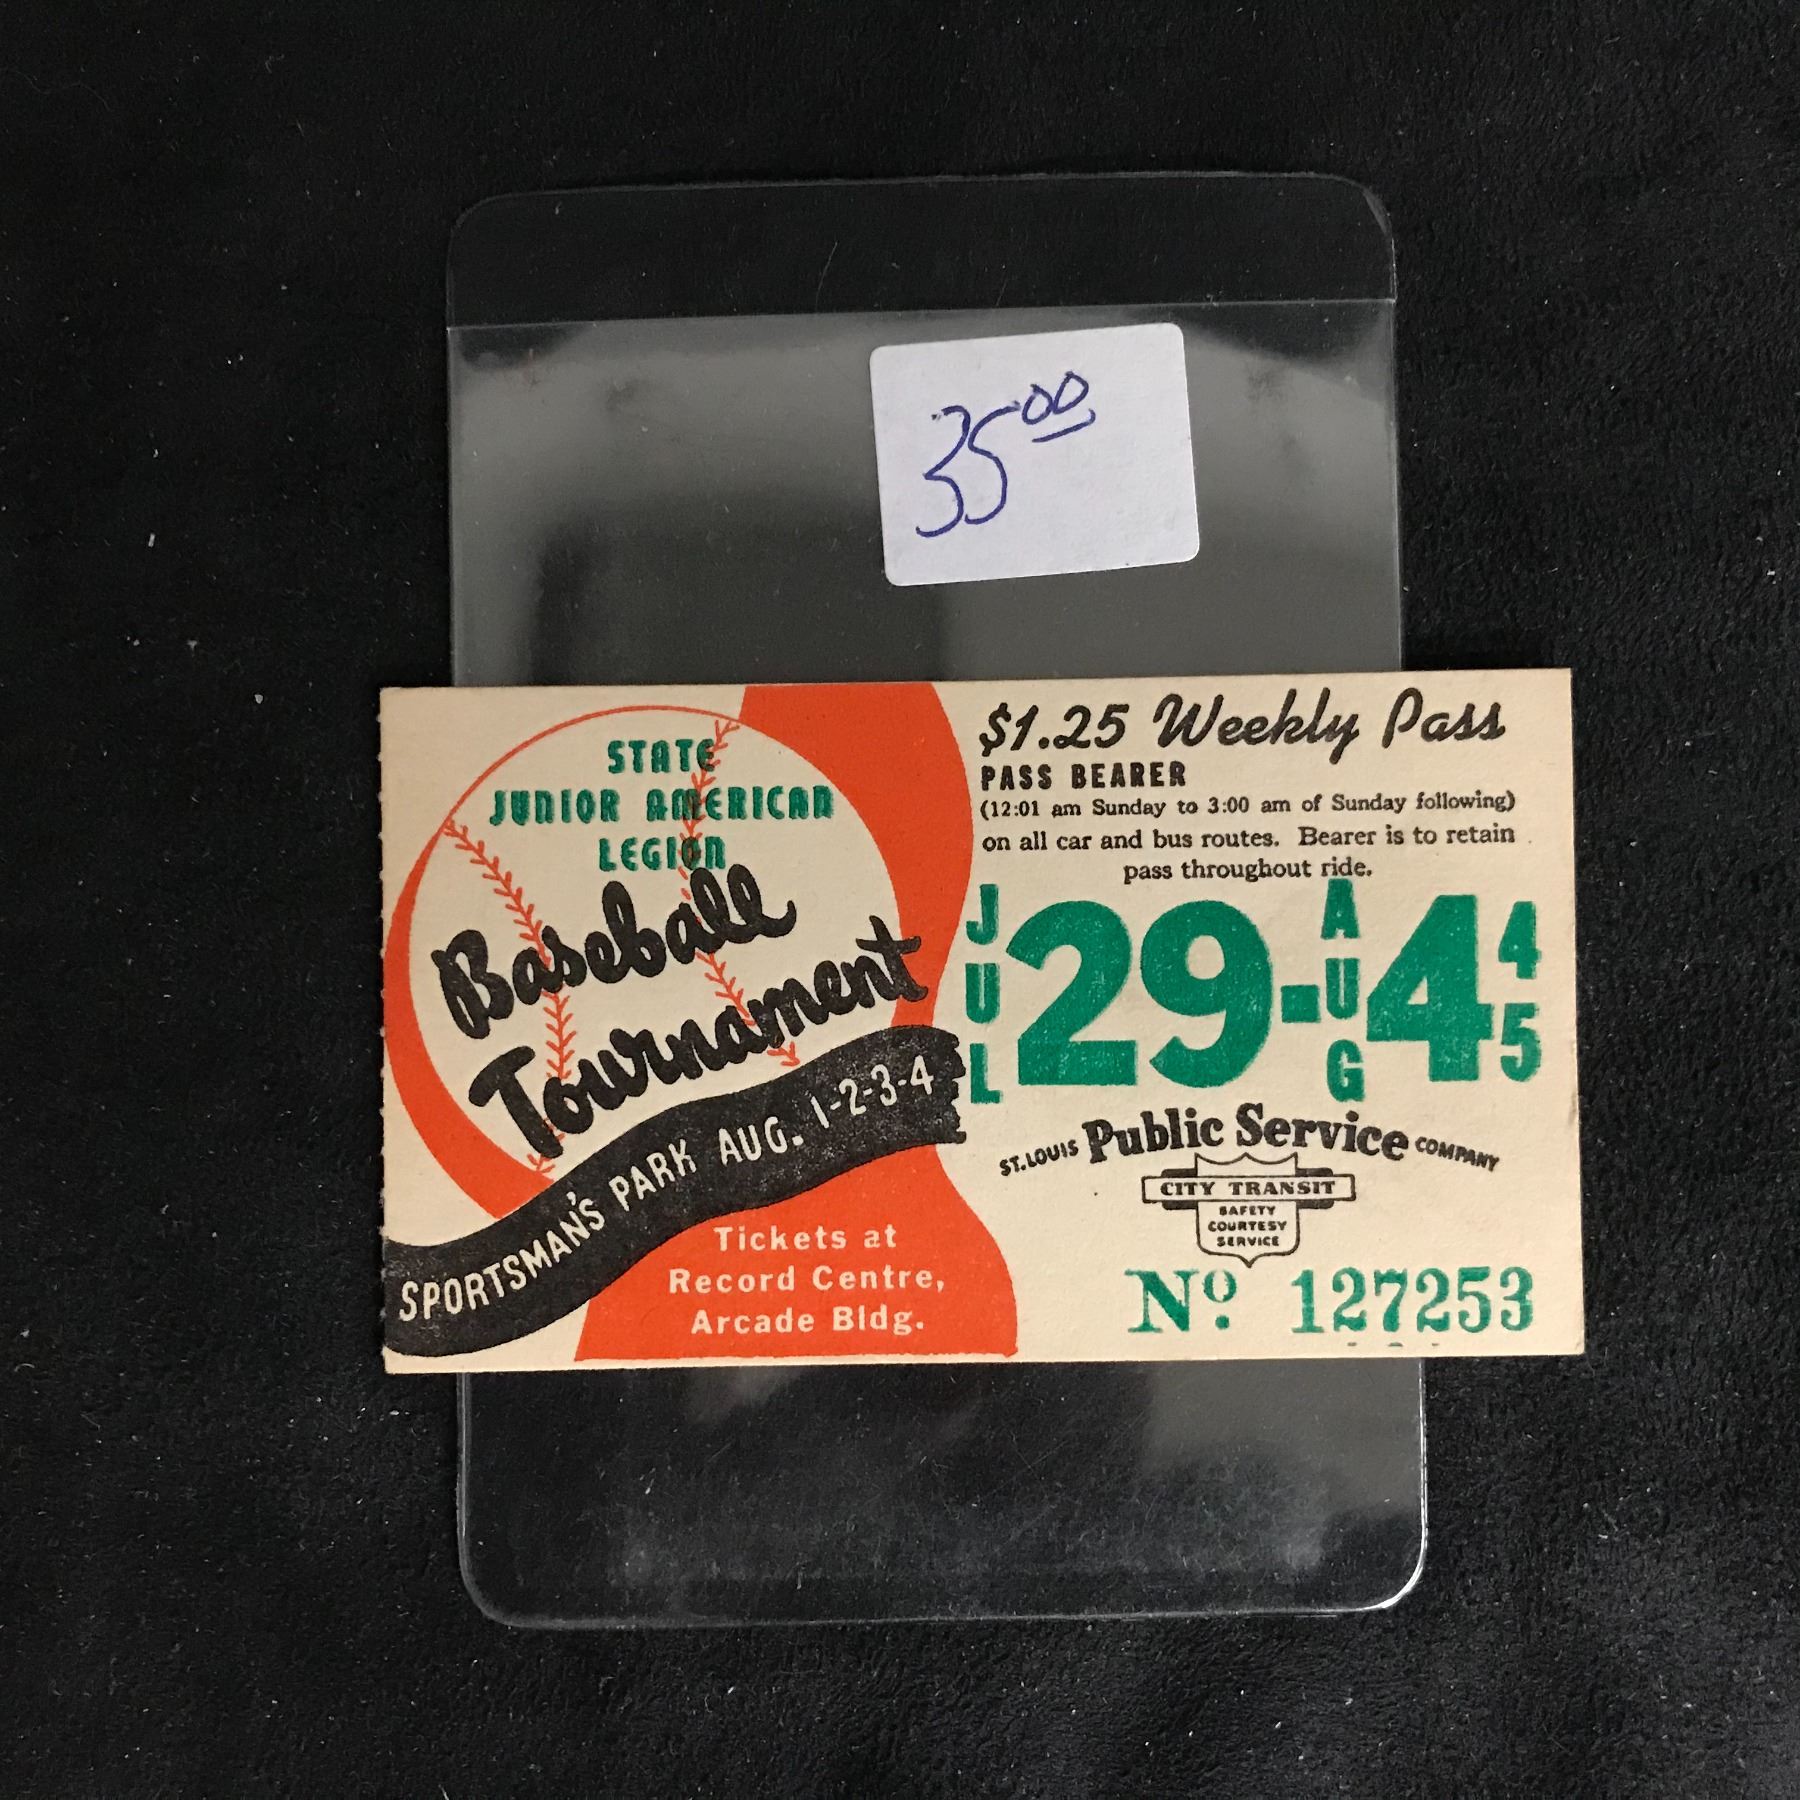 35 00
STATE
JUNIOR AMERICAN
LEGION
Baseball
Tournament
SPORTSMAN'S PARK AUG. 1-2-3-4
Tickets at
Record Centre,
Arcade Bldg.
$1.25 Weekly Pass
PASS BEARER
(12:01 am Sunday to 3:00 am of Sunday following)
on all car and bus routes. Bearer is to retain
pass throughout ride.
JUL 29-AUG 4 45
ST. LOUIS Public Service COMPANY
CITY TRANSIT
SAFETY
COURTESY
SERVICE
No. 127253